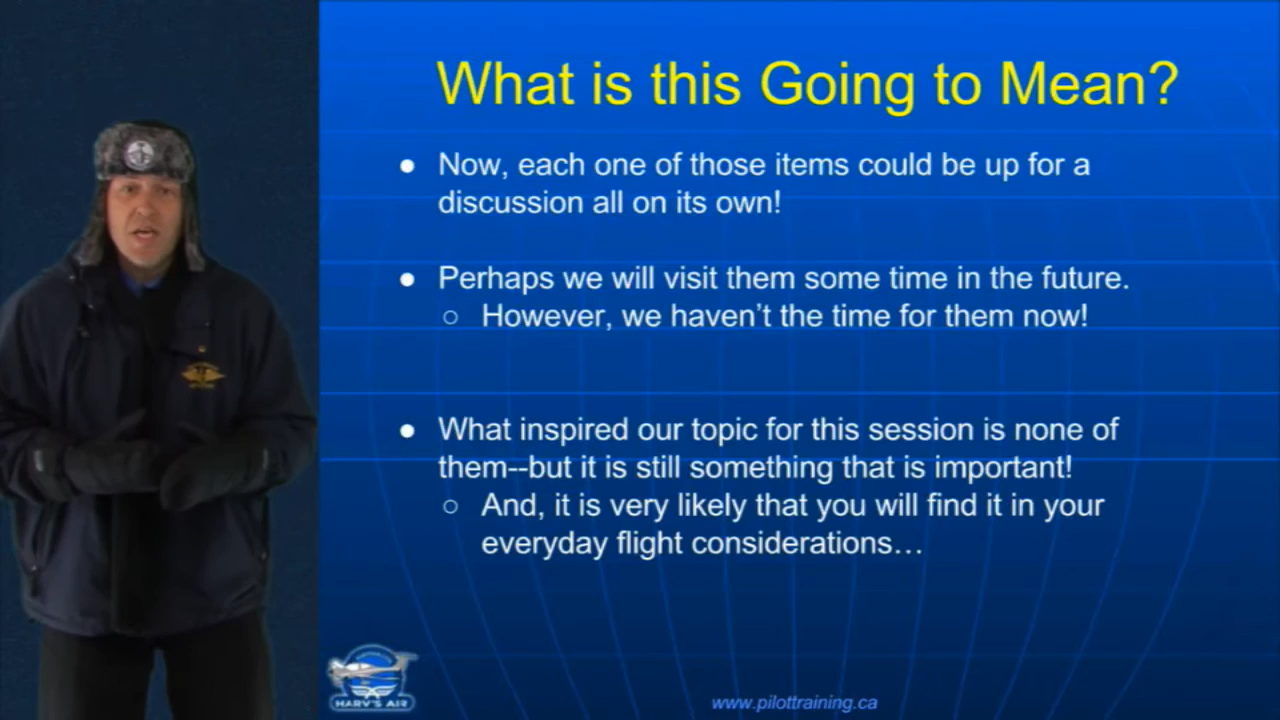 What is this Going to Mean?
● Now, each one of those items could be up for a
discussion all on its own!
● Perhaps we will visit them some time in the future.
○ However, we haven't the time for them now!
● What inspired our topic for this session is none of
them--but it is still something that is important!
○ And, it is very likely that you will find it in your
everyday flight considerations…
HARV'S AIR
www.pilottraining.ca